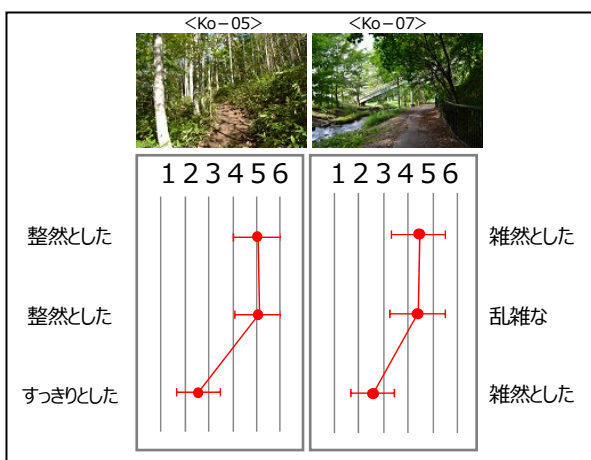 <Ko−05> <Ko−07>
1 2 3 4 5 6 1 2 3 4 5 6
整然とした 雑然とした
整然とした 乱雑な
すっきりとした 雑然とした